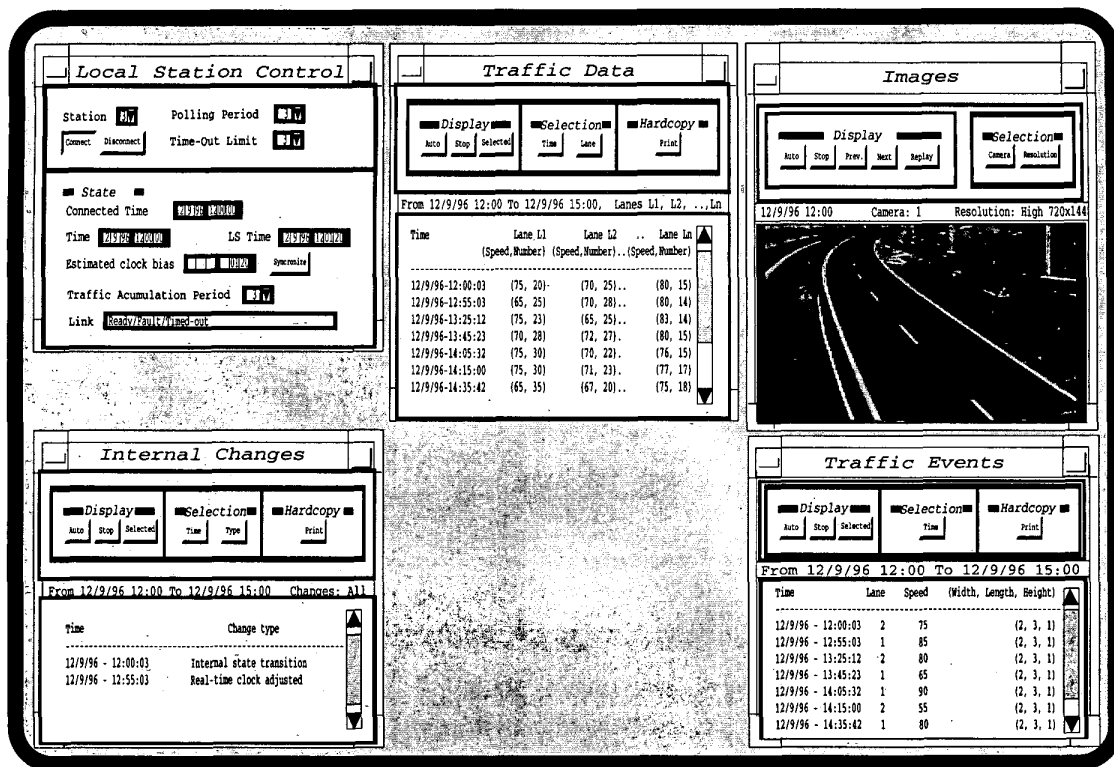 Local Station Control
Station 3 Polling Period 3
Connect Disconnect Time-Out Limit 3
State
Connected Time
Time LS Time
Estimated clock bias Syncronize
Traffic Acumulation Period 3
Link Ready/Fault/Timed-out
Traffic Data
Display Selection Hardcopy
Auto Stop Selected Time Lane Print
From 12/9/96 12:00 To 12/9/96 15:00, Lanes L1, L2, ..,Ln
Time Lane L1 Lane L2 .. Lane Ln
(Speed,Number) (Speed,Number)..(Speed,Number)
12/9/96-12:00:03 (75, 20) (70, 25).. (80, 15)
12/9/96-12:55:03 (65, 25) (70, 28).. (80, 14)
12/9/96-13:25:12 (75, 23) (65, 25).. (83, 14)
12/9/96-13:45:23 (70, 28) (72, 27). (80, 15)
12/9/96-14:05:32 (75, 30) (70, 22). (76, 15)
12/9/96-14:15:00 (75, 30) (71, 23). (77, 17)
12/9/96-14:35:42 (65, 35) (67, 20).. (75, 18)
Images
Display Selection
Auto Stop Prev. Next Replay Camera Resolution
12/9/96 12:00 Camera: 1 Resolution: High 720x144
Internal Changes
Display Selection Hardcopy
Auto Stop Selected Time Type Print
From 12/9/96 12:00 To 12/9/96 15:00 Changes: All
Time Change type
12/9/96 - 12:00:03 Internal state transition
12/9/96 - 12:55:03 Real-time clock adjusted
Traffic Events
Display Selection Hardcopy
Auto Stop Selected Time Print
From 12/9/96 12:00 To 12/9/96 15:00
Time Lane Speed (Width, Length, Height)
12/9/96 - 12:00:03 2 75 (2, 3, 1)
12/9/96 - 12:55:03 1 85 (2, 3, 1)
12/9/96 - 13:25:12 2 80 (2, 3, 1)
12/9/96 - 13:45:23 1 65 (2, 3, 1)
12/9/96 - 14:05:32 1 90 (2, 3, 1)
12/9/96 - 14:15:00 2 55 (2, 3, 1)
12/9/96 - 14:35:42 1 80 (2, 3, 1)